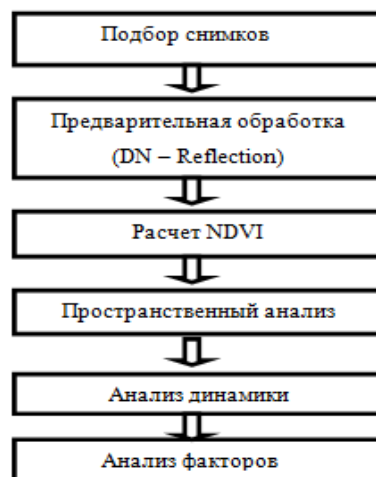 Подбор снимков
Предварительная обработка
(DN – Reflection)
Расчет NDVI
Пространственный анализ
Анализ динамики
Анализ факторов